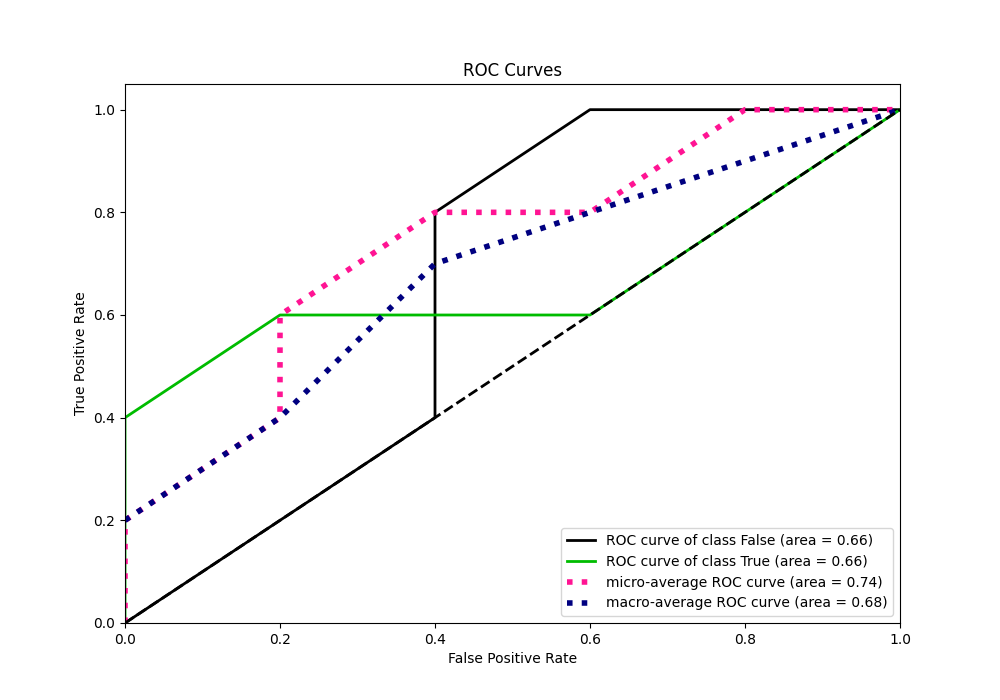 ROC Curves
True Positive Rate
1.0
0.8
0.6
0.4
0.2
0.0
0.0 0.2 0.4 0.6 0.8 1.0
False Positive Rate
ROC curve of class False (area = 0.66)
ROC curve of class True (area = 0.66)
micro-average ROC curve (area = 0.74)
macro-average ROC curve (area = 0.68)